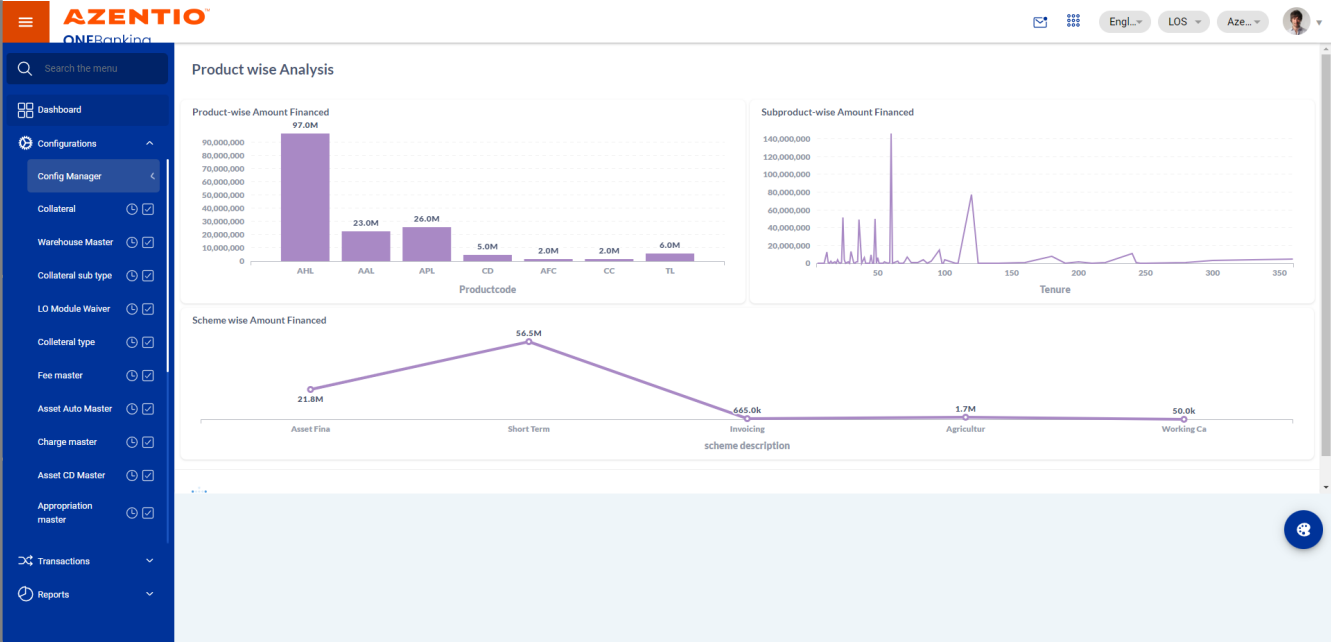 AZENTIO
ONEBanking
Engl...
LOS
Aze...
Search the menu
Dashboard
Configurations
Config Manager
Collateral
Warehouse Master
Collateral sub type
LO Module Waiver
Colleteral type
Fee master
Asset Auto Master
Charge master
Asset CD Master
Appropriation
master
Transactions
Reports
Product wise Analysis
Product-wise Amount Financed
97.0M
90,000,000
80,000,000
70,000,000
60,000,000
50,000,000
40,000,000
30,000,000
20,000,000
10,000,000
0
23.0M
26.0M
5.0M
2.0M
2.0M
6.0M
AHL AAL APL CD AFC CC TL
Productcode
Subproduct-wise Amount Financed
140,000,000
120,000,000
100,000,000
80,000,000
60,000,000
40,000,000
20,000,000
0
50 100 150 200 250 300 350
Tenure
Scheme wise Amount Financed
56.5M
21.8M
665.0k
1.7M
50.0k
Asset Fina Short Term Invoicing Agricultur Working Ca
scheme description